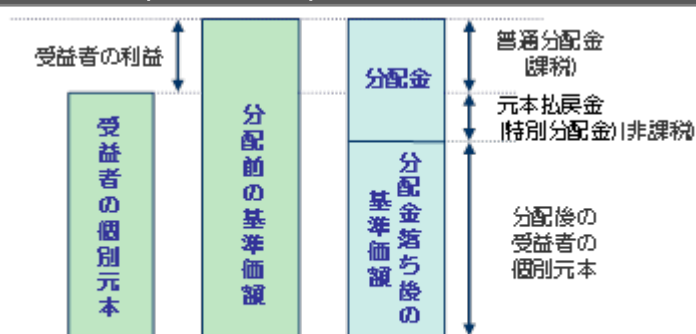 受益者の利益
受益者の個別元本
分配前の基準価額
分配金
分配金落ち後の
基準価額
普通分配金
(課税)
元本払戻金
(特別分配金)(非課税)
分配後の
受益者の
個別元本